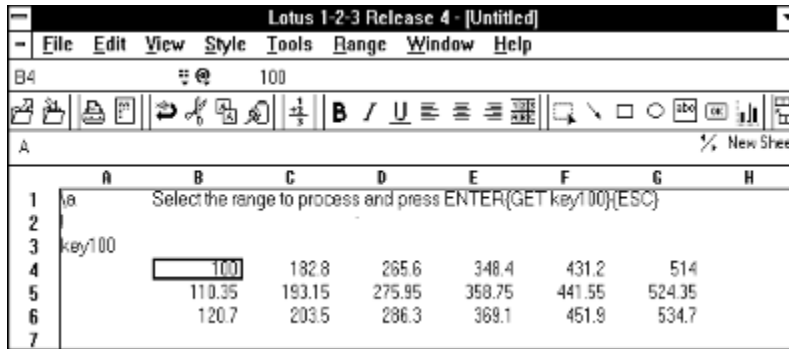 Lotus 1-2-3 Release 4 - [Untitled]
File Edit View Style Tools Range Window Help
B4 @ 100
B I U abc OK
A New Shee
A B C D E F G H
1 \a Select the range to process and press ENTER{GET key100}{ESC}
2
3 key100
4 100 182.8 265.6 348.4 431.2 514
5 110.35 193.15 275.95 358.75 441.55 524.35
6 120.7 203.5 286.3 369.1 451.9 534.7
7